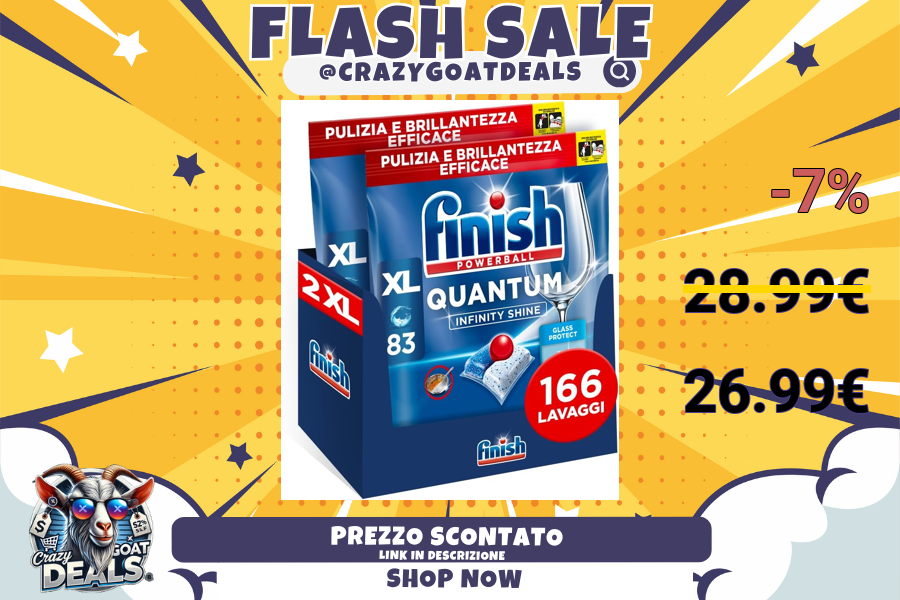 FLASH SALE
@CRAZYGOATDEALS
PULIZIA E BRILLANTEZZA
EFFICACE
PULIZIA E BRILLANTEZZA
EFFICACE
finish
POWERBALL
XL
XL
QUANTUM
INFINITY SHINE
83
GLASS
PROTECT
2 XL
finish
166
LAVAGGI
finish
-7%
28.99€
26.99€
$
52%
Crazy
GOAT
DEALS
PREZZO SCONTATO
LINK IN DESCRIZIONE
SHOP NOW